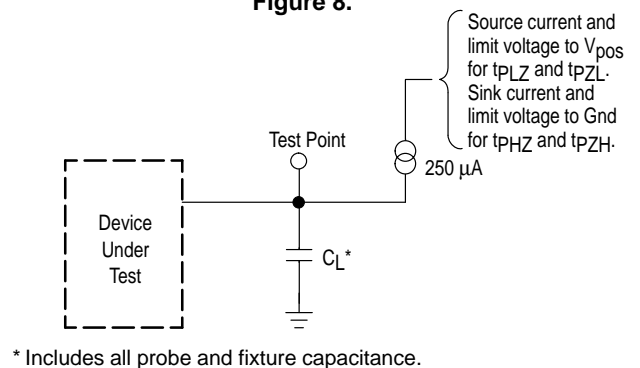 Figure 8.
Source current and
limit voltage to Vpos
for tPLZ and tPZL.
Sink current and
limit voltage to Gnd
for tPHZ and tPZH.
Test Point
250 μA
Device
Under
Test
CL*
* Includes all probe and fixture capacitance.